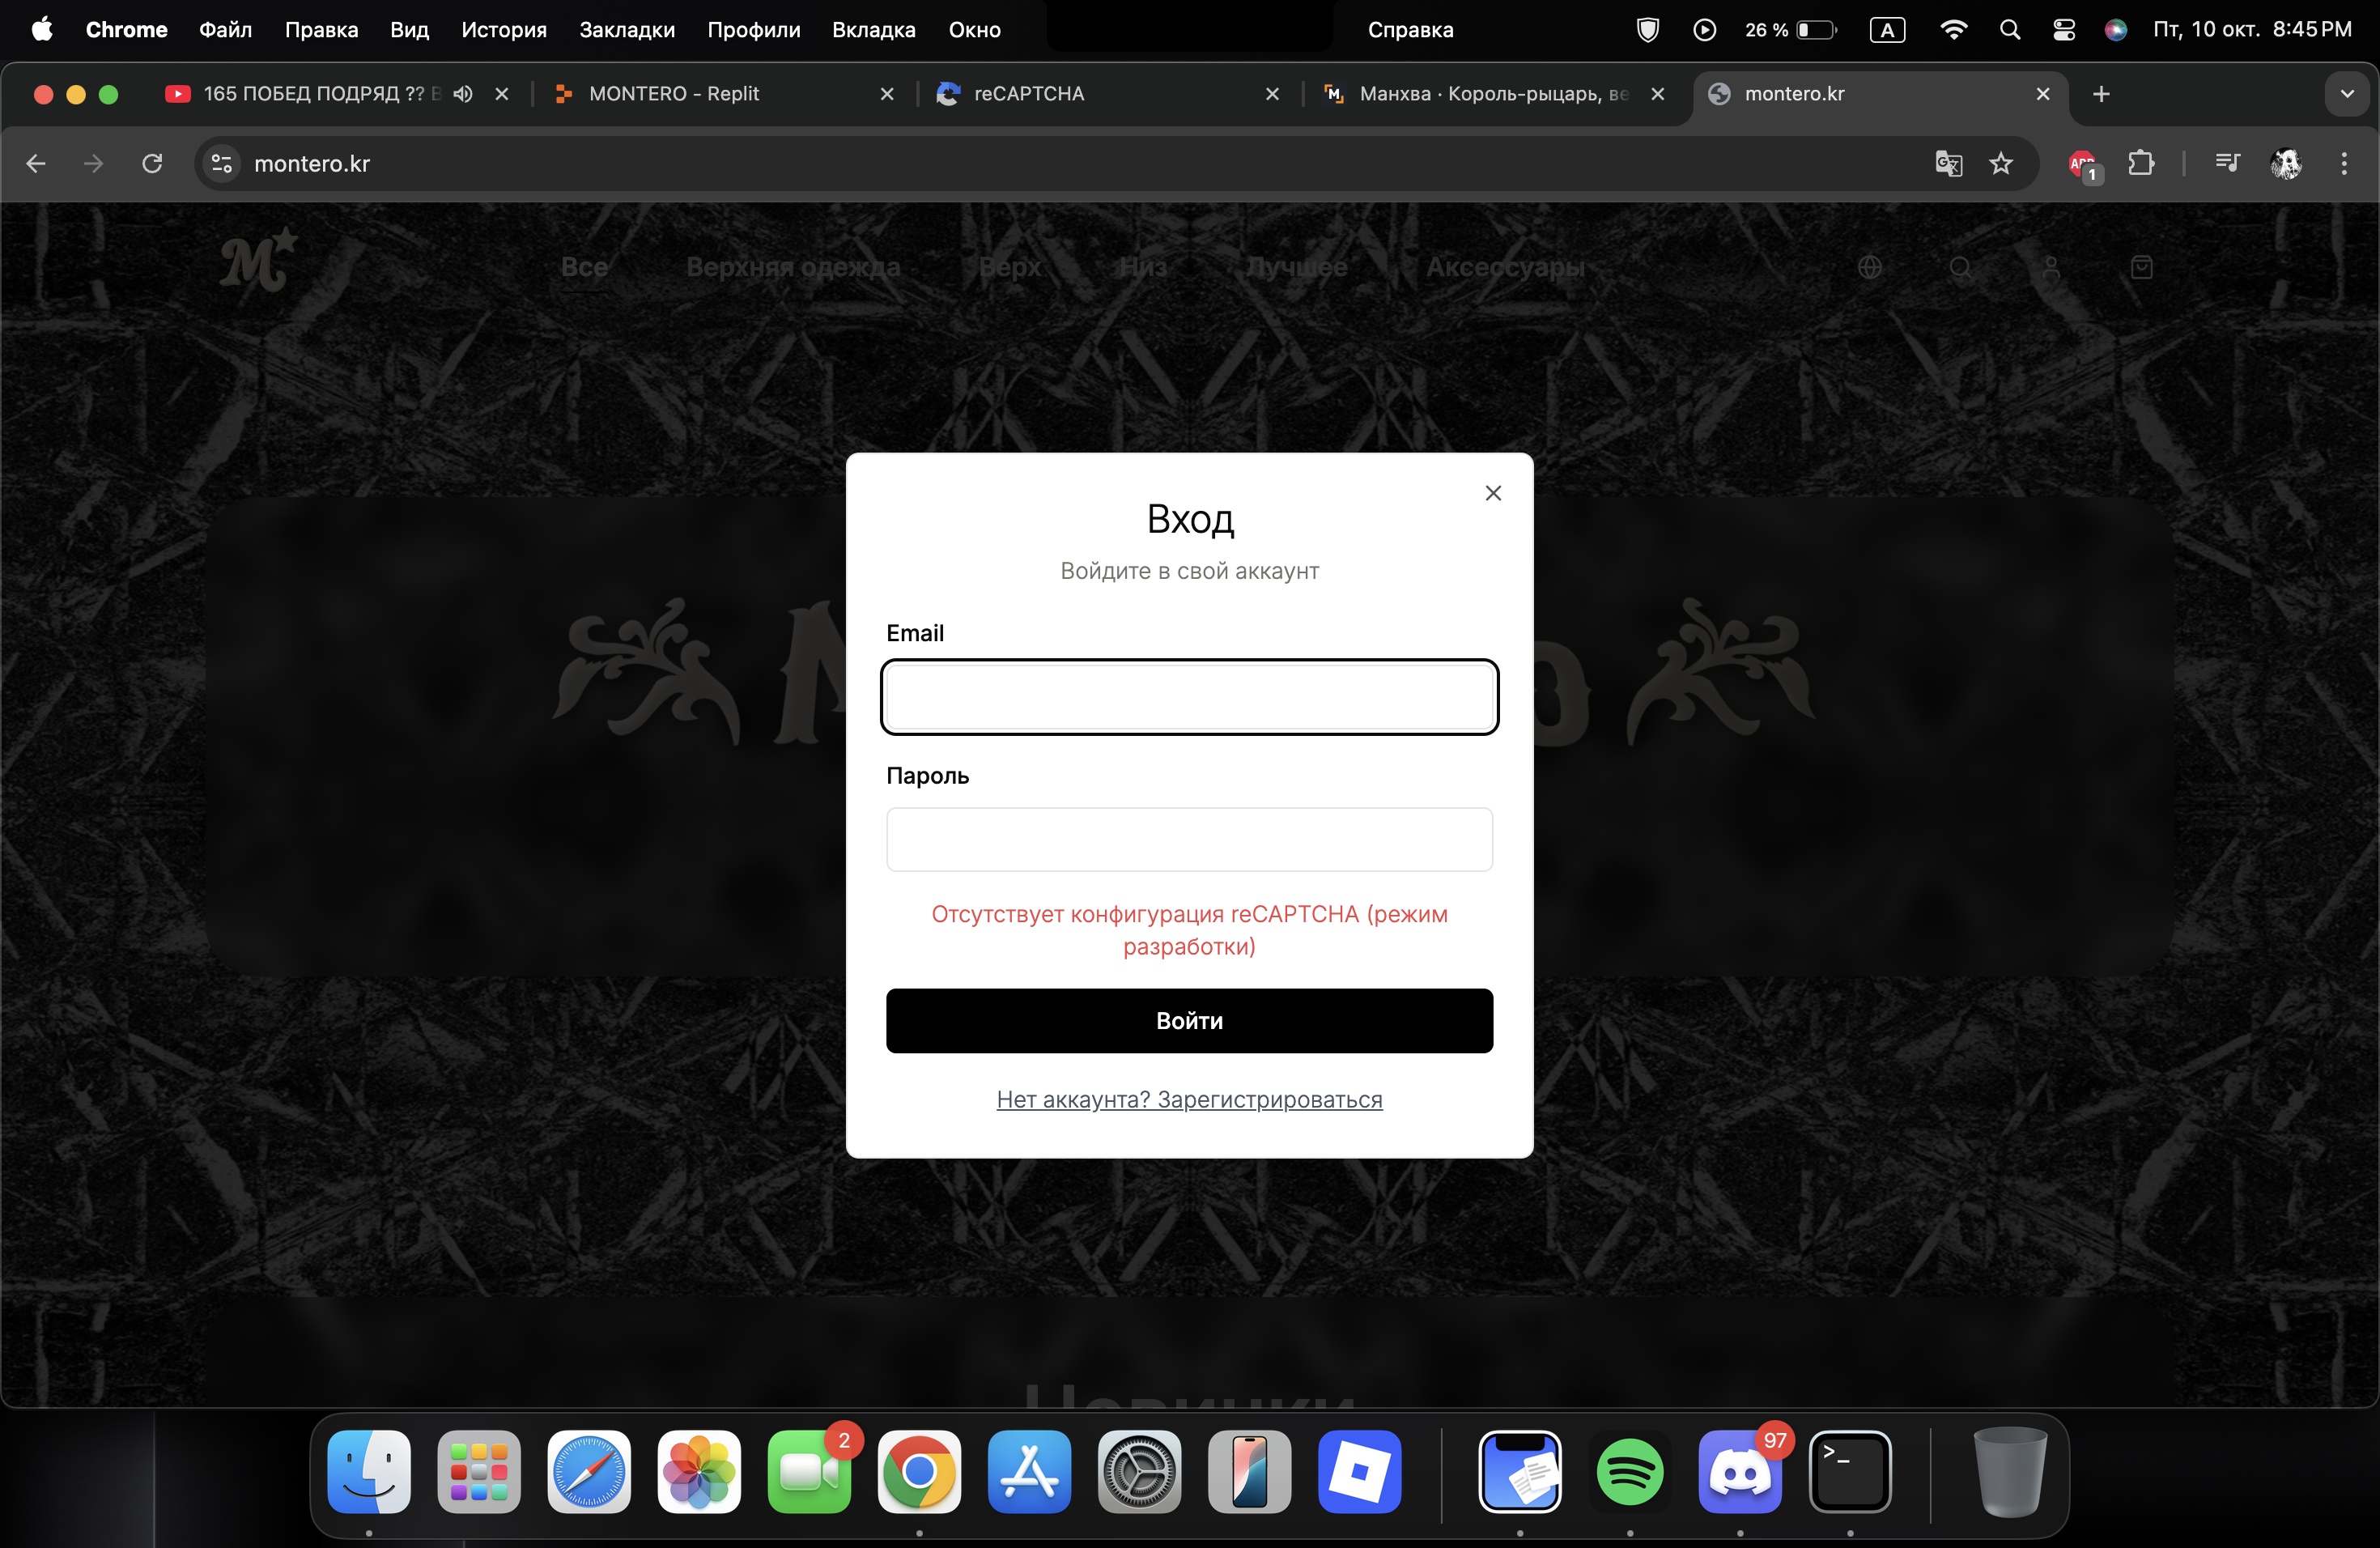 Chrome Файл Правка Вид История Закладки Профили Вкладка Окно Справка 26 % A Пт, 10 окт. 8:45 PM
165 ПОБЕД ПОДРЯД ?? MONTERO - Replit reCAPTCHA Манхва · Король-рыцарь, montero.kr
montero.kr ABP 1
M Все Верхняя одежда Верх Низ Лучшее Аксессуары
Вход
Войдите в свой аккаунт
Email
Пароль
Отсутствует конфигурация reCAPTCHA (режим
разработки)
Войти
Нет аккаунта? Зарегистрироваться
Новинки
2 97